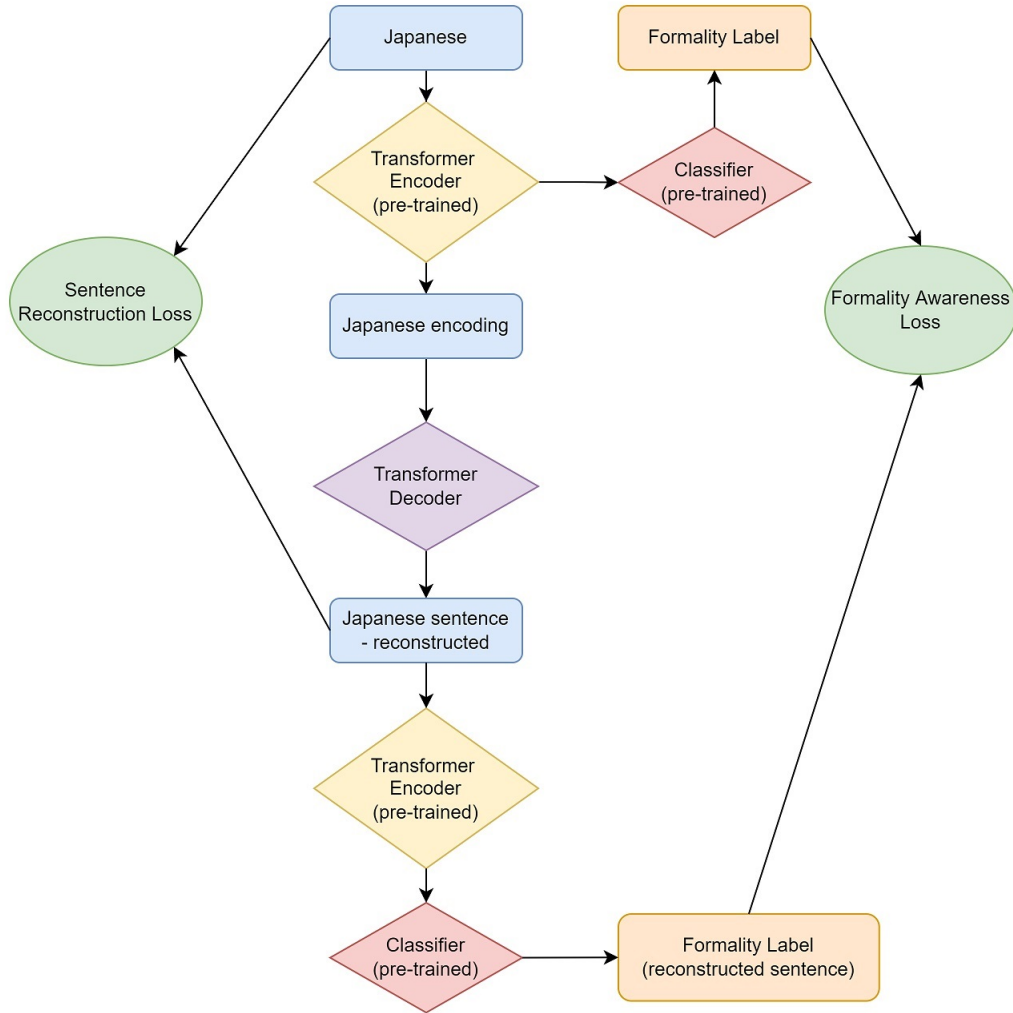 Japanese
Formality Label
Transformer
Encoder
(pre-trained)
Classifier
(pre-trained)
Sentence
Reconstruction Loss
Formality Awareness
Loss
Japanese encoding
Transformer
Decoder
Japanese sentence
- reconstructed
Transformer
Encoder
(pre-trained)
Classifier
(pre-trained)
Formality Label
(reconstructed sentence)